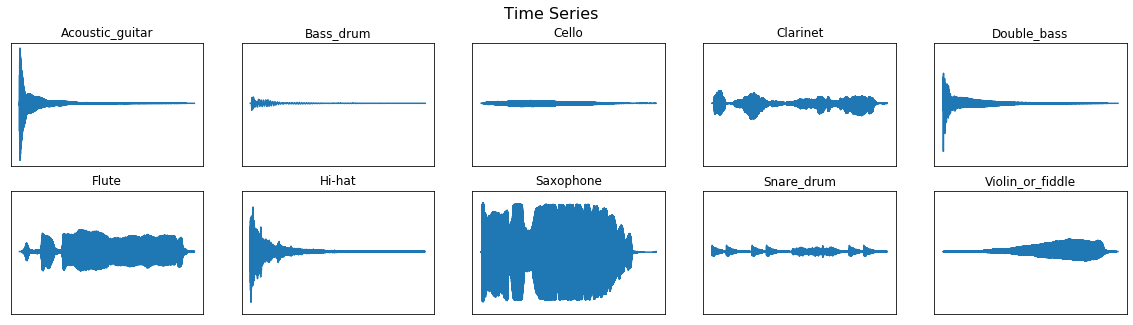 Time Series
Acoustic_guitar
Bass_drum
Cello
Clarinet
Double_bass
Flute
Hi-hat
Saxophone
Snare_drum
Violin_or_fiddle